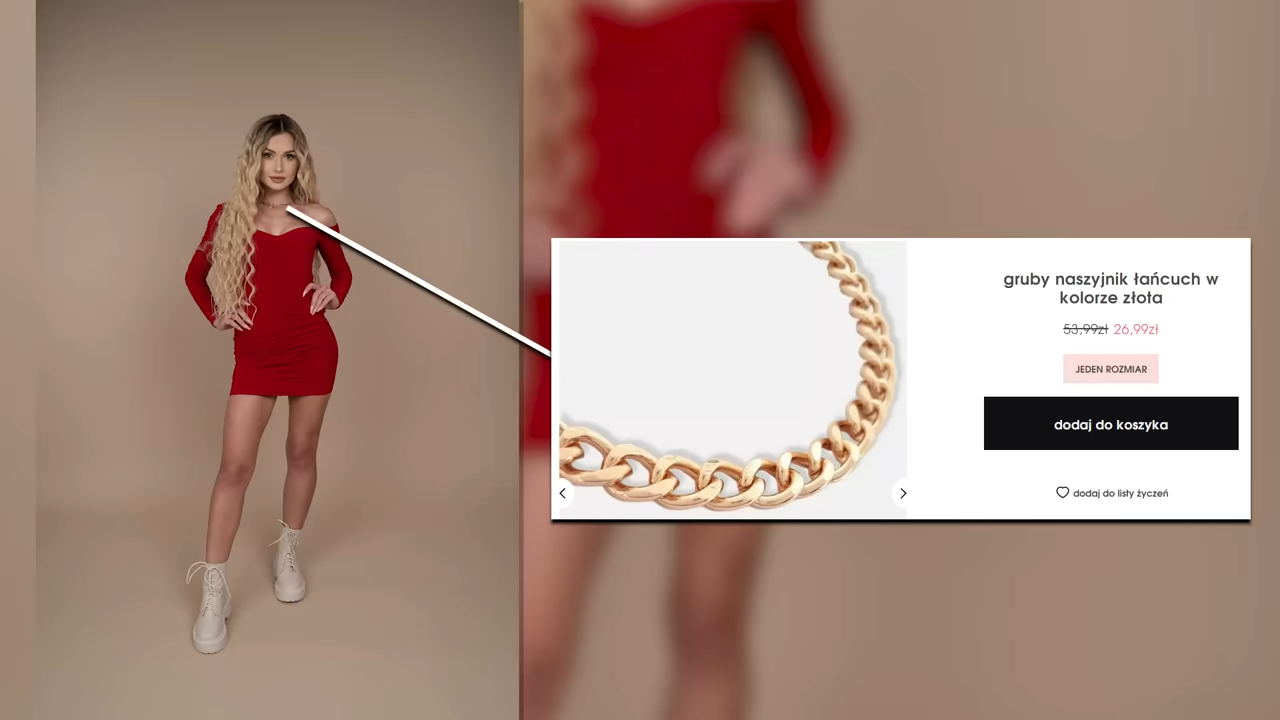 gruby naszyjnik łańcuch w
kolorze złota
53,99zł 26,99zł
JEDEN ROZMIAR
dodaj do koszyka
dodaj do listy życzeń